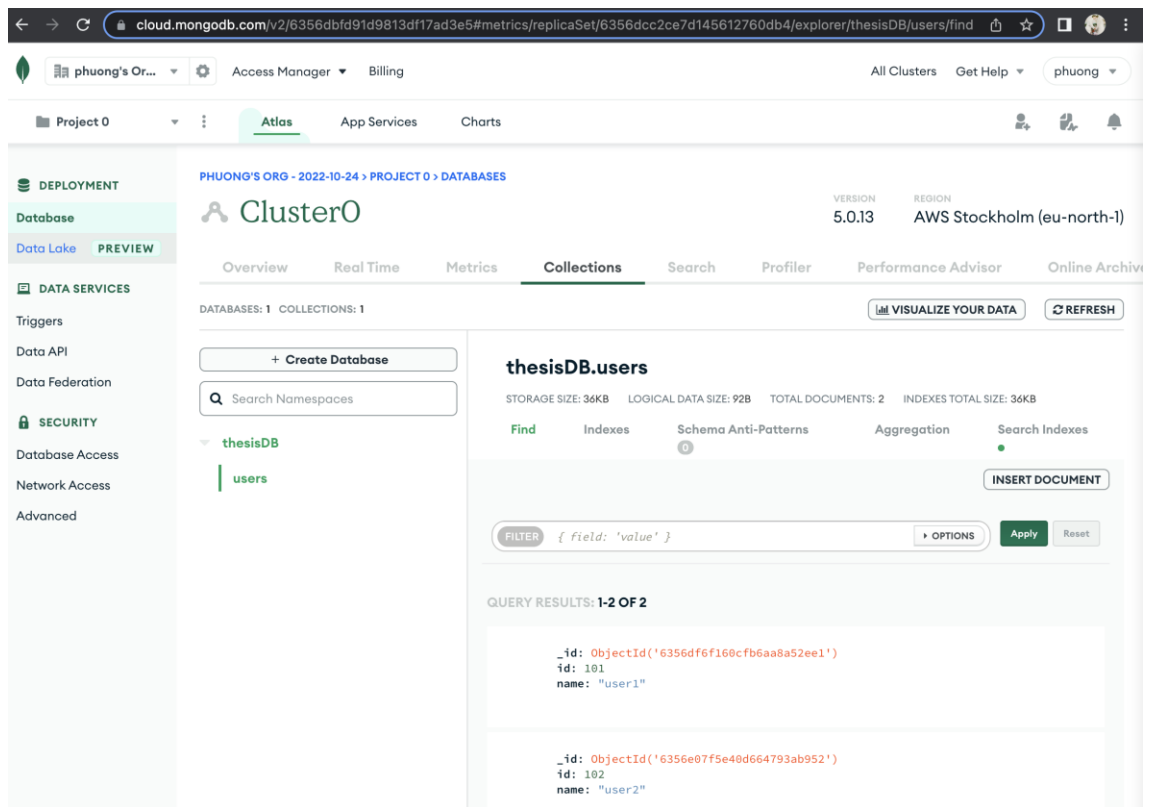 cloud.mongodb.com/v2/6356dbfd91d9813df17ad3e5#metrics/replicaSet/6356dcc2ce7d145612760db4/explorer/thesisDB/users/find
phuong's Or... Access Manager Billing All Clusters Get Help phuong
Project 0 Atlas App Services Charts
PHUONG'S ORG - 2022-10-24 > PROJECT 0 > DATABASES
Cluster0
VERSION REGION
5.0.13 AWS Stockholm (eu-north-1)
DEPLOYMENT
Database
Data Lake PREVIEW
DATA SERVICES
Triggers
Data API
Data Federation
SECURITY
Database Access
Network Access
Advanced
Overview Real Time Metrics Collections Search Profiler Performance Advisor Online Archive
DATABASES: 1 COLLECTIONS: 1 VISUALIZE YOUR DATA REFRESH
+ Create Database
Search Namespaces
thesisDB
users
thesisDB.users
STORAGE SIZE: 36KB LOGICAL DATA SIZE: 92B TOTAL DOCUMENTS: 2 INDEXES TOTAL SIZE: 36KB
Find Indexes Schema Anti-Patterns Aggregation Search Indexes
0
INSERT DOCUMENT
FILTER { field: 'value' } OPTIONS Apply Reset
QUERY RESULTS: 1-2 OF 2
_id: ObjectId('6356df6f160cfb6aa8a52ee1')
id: 101
name: "user1"
_id: ObjectId('6356e07f5e40d664793ab952')
id: 102
name: "user2"